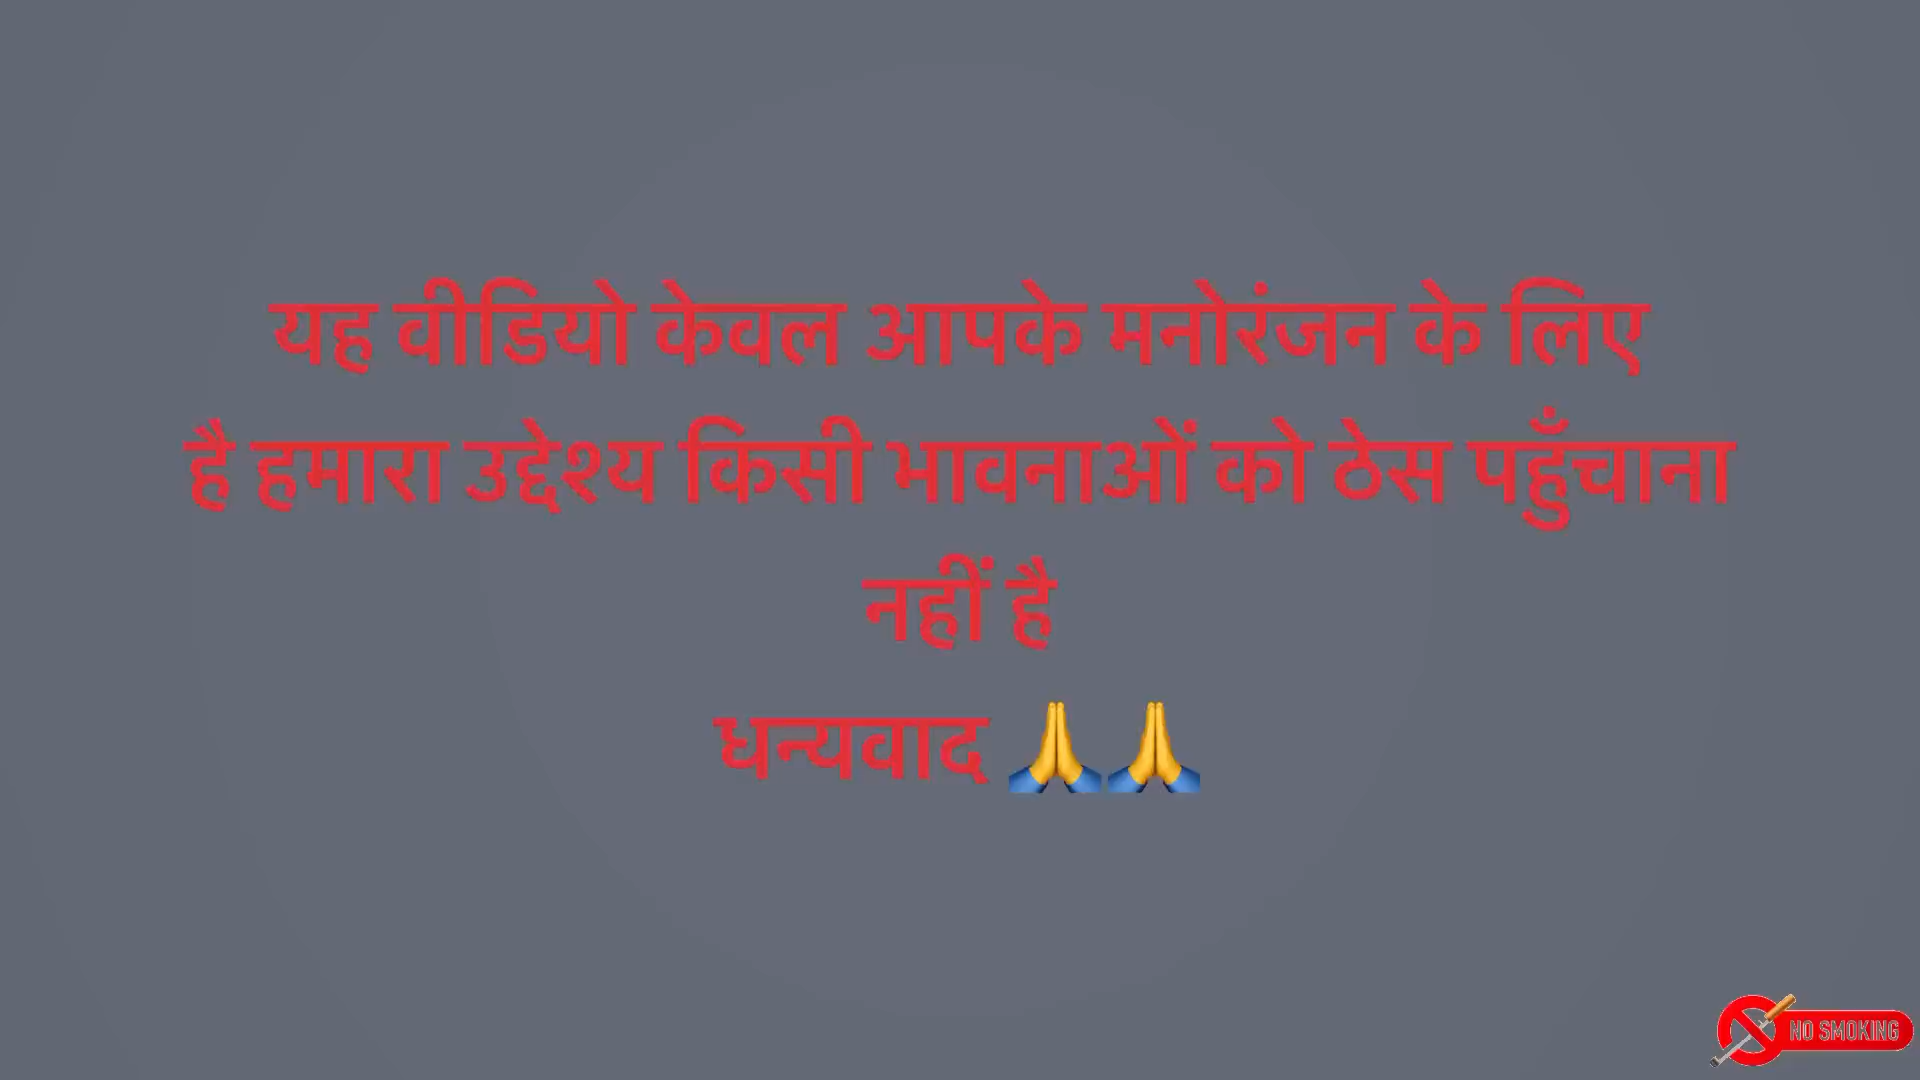 यह वीडियो केवल आपके मनोरंजन के लिए
है हमारा उद्देश्य किसी भावनाओं को ठेस पहुँचाना
नहीं है
धन्यवाद 🙏🙏
NO SMOKING